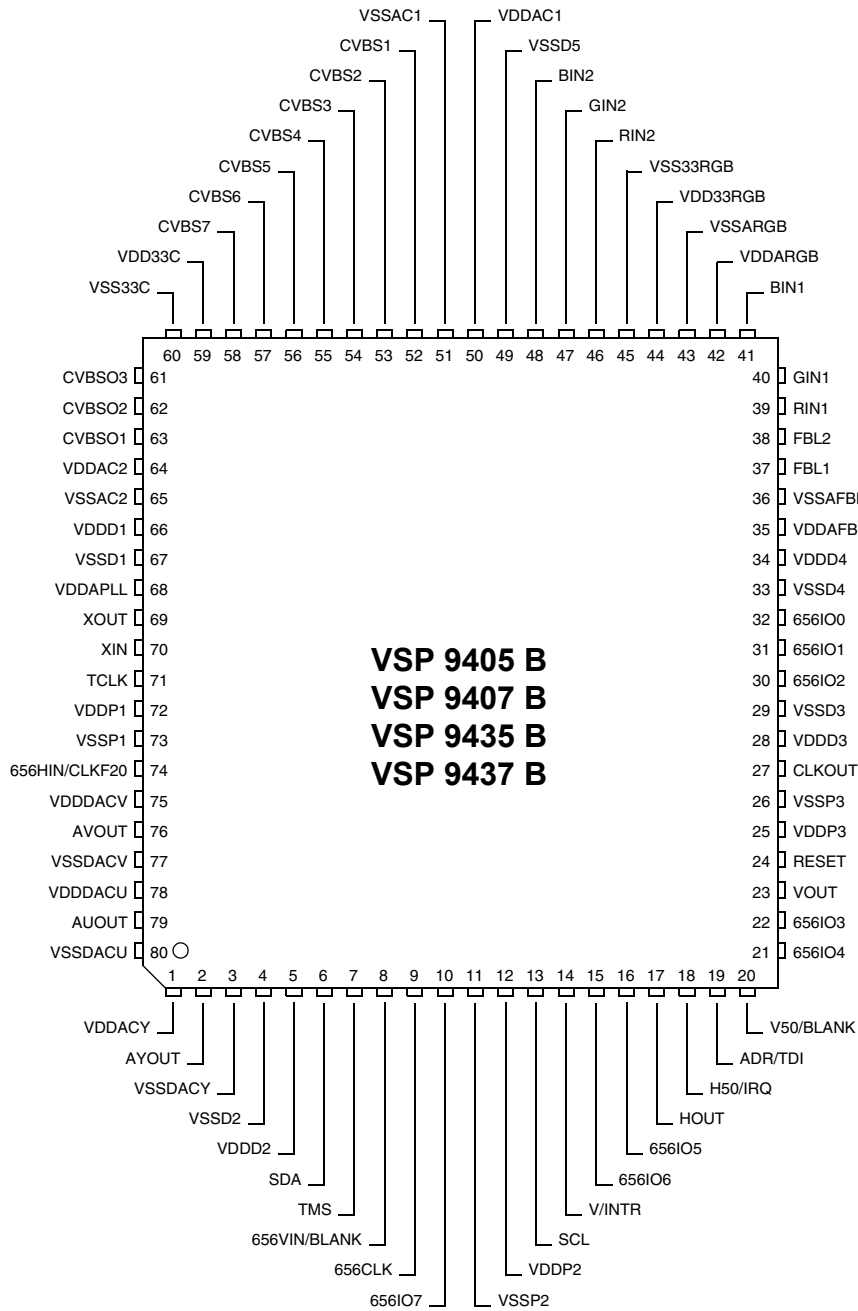 VSSAC1 VDDAC1
CVBS1 VSSD5
CVBS2 BIN2
CVBS3 GIN2
CVBS4 RIN2
CVBS5 VSS33RGB
CVBS6 VDD33RGB
CVBS7 VSSARGB
VDD33C VDDARGB
VSS33C BIN1
60 59 58 57 56 55 54 53 52 51 50 49 48 47 46 45 44 43 42 41
CVBSO3 61 40 GIN1
CVBSO2 62 39 RIN1
CVBSO1 63 38 FBL2
VDDAC2 64 37 FBL1
VSSAC2 65 36 VSSAFBL
VDDD1 66 35 VDDAFB
VSSD1 67 34 VDDD4
VDDAPLL 68 33 VSSD4
XOUT 69 32 656IO0
XIN 70 31 656IO1
TCLK 71 30 656IO2
VDDP1 72 29 VSSD3
VSSP1 73 28 VDDD3
656HIN/CLKF20 74 27 CLKOUT
VDDDACV 75 26 VSSP3
AVOUT 76 25 VDDP3
VSSDACV 77 24 RESET
VDDDACU 78 23 VOUT
AUOUT 79 22 656IO3
VSSDACU 80 21 656IO4
VSP 9405 B
VSP 9407 B
VSP 9435 B
VSP 9437 B
1 2 3 4 5 6 7 8 9 10 11 12 13 14 15 16 17 18 19 20
VDDACY V50/BLANK
AYOUT ADR/TDI
VSSDACY H50/IRQ
VSSD2 HOUT
VDDD2 656IO5
SDA 656IO6
TMS V/INTR
656VIN/BLANK SCL
656CLK VDDP2
656IO7 VSSP2